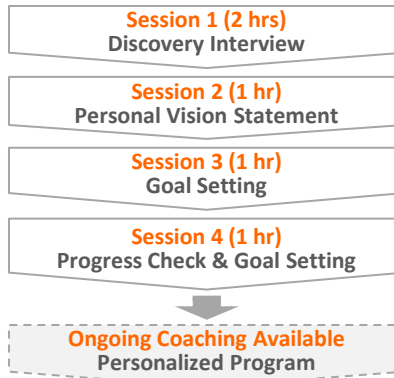 Session 1 (2 hrs)
Discovery Interview
Session 2 (1 hr)
Personal Vision Statement
Session 3 (1 hr)
Goal Setting
Session 4 (1 hr)
Progress Check & Goal Setting
Ongoing Coaching Available
Personalized Program